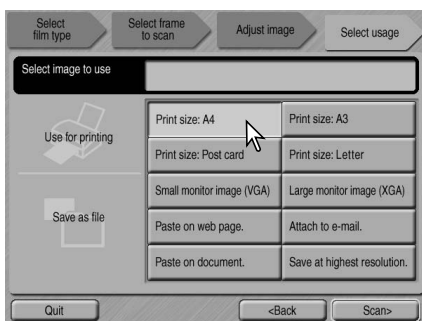 Select
film type
Select frame
to scan
Adjust image
Select usage
Select image to use
Use for printing
Print size: A4
Print size: A3
Print size: Post card
Print size: Letter
Small monitor image (VGA)
Large monitor image (XGA)
Save as file
Paste on web page.
Attach to e-mail.
Paste on document.
Save at highest resolution.
Quit
<Back
Scan>